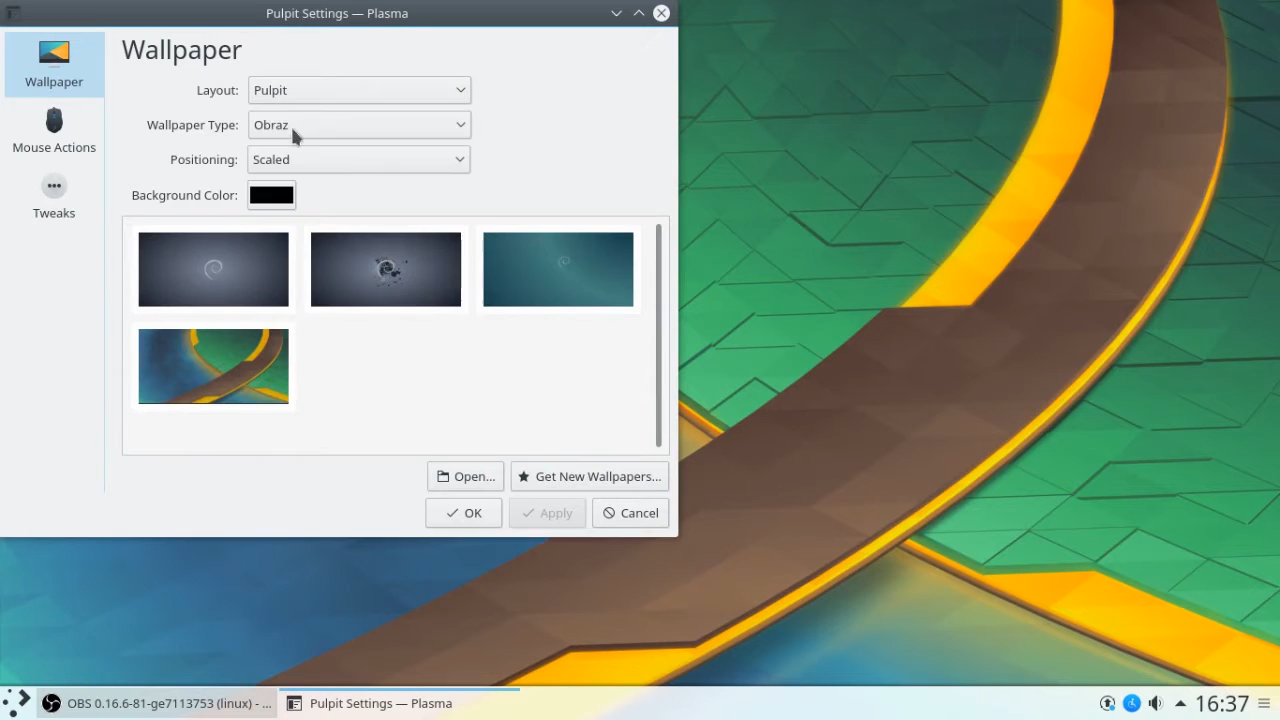 Pulpit Settings — Plasma
Wallpaper
Wallpaper
Layout: Pulpit
Wallpaper Type: Obraz
Mouse Actions
Positioning: Scaled
Background Color:
Tweaks
Open... Get New Wallpapers...
OK Apply Cancel
OBS 0.16.6-81-ge7113753 (linux) - ... Pulpit Settings — Plasma 16:37